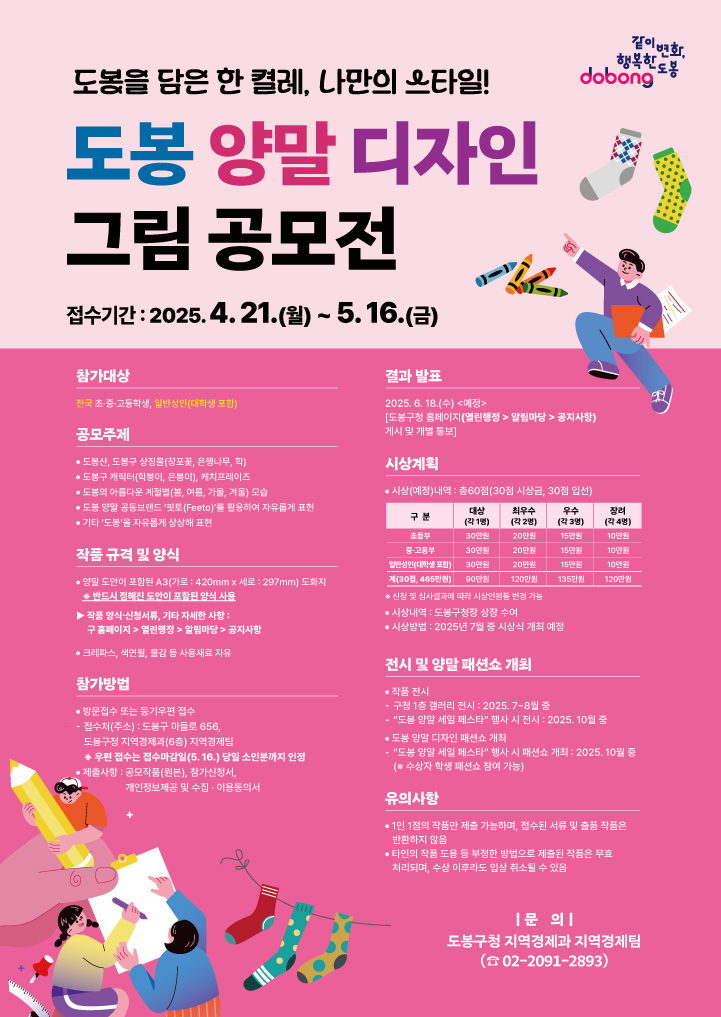 같이 변화,
행복한 도봉
dobong
도봉을 담은 한 켤레, 나만의 스타일!
도봉 양말 디자인
그림 공모전
접수기간 : 2025. 4. 21.(월) ~ 5. 16.(금)
참가대상
전국 초·중·고등학생, 일반성인(대학생 포함)
공모주제
• 도봉산, 도봉구 상징물(창포꽃, 은행나무, 학)
• 도봉구 캐릭터(학봉이, 은봉이), 캐치프레이즈
• 도봉의 아름다운 계절별(봄, 여름, 가을, 겨울) 모습
• 도봉 양말 공동브랜드 '핏토(Feeto)'를 활용하여 자유롭게 표현
• 기타 '도봉'을 자유롭게 상상해 표현
작품 규격 및 양식
• 양말 도안이 포함된 A3(가로 : 420mm x 세로 : 297mm) 도화지
※ 반드시 정해진 도안이 포함된 양식 사용
▶ 작품 양식·신청서류, 기타 자세한 사항 :
구 홈페이지 > 열린행정 > 알림마당 > 공지사항
• 크레파스, 색연필, 물감 등 사용재료 자유
참가방법
• 방문접수 또는 등기우편 접수
- 접수처(주소) : 도봉구 마들로 656,
도봉구청 지역경제과(6층) 지역경제팀
※ 우편 접수는 접수마감일(5. 16.) 당일 소인분까지 인정
• 제출사항 : 공모작품(원본), 참가신청서,
개인정보제공 및 수집 · 이용동의서
결과 발표
2025. 6. 18.(수) <예정>
[도봉구청 홈페이지(열린행정 > 알림마당 > 공지사항)
게시 및 개별 통보]
시상계획
• 시상(예정)내역 : 총60점(30점 시상금, 30점 입선)
구 분 대상 최우수 우수 장려
(각 1명) (각 2명) (각 3명) (각 4명)
초등부 30만원 20만원 15만원 10만원
중·고등부 30만원 20만원 15만원 10만원
일반성인(대학생 포함) 30만원 20만원 15만원 10만원
계(30점, 465만원) 90만원 120만원 135만원 120만원
※ 신청 및 심사결과에 따라 시상인원등 변경 가능
• 시상내역 : 도봉구청장 상장 수여
• 시상방법 : 2025년 7월 중 시상식 개최 예정
전시 및 양말 패션쇼 개최
• 작품 전시
- 구청 1층 갤러리 전시 : 2025. 7~8월 중
- "도봉 양말 세일 페스타" 행사 시 전시 : 2025. 10월 중
• 도봉 양말 디자인 패션쇼 개최
- "도봉 양말 세일 페스타" 행사 시 패션쇼 개최 : 2025. 10월 중
(※ 수상자 학생 패션쇼 참여 가능)
유의사항
• 1인 1점의 작품만 제출 가능하며, 접수된 서류 및 출품 작품은
반환하지 않음
• 타인의 작품 도용 등 부정한 방법으로 제출된 작품은 무효
처리되며, 수상 이후라도 입상 취소될 수 있음
| 문 의 |
도봉구청 지역경제과 지역경제팀
(☎ 02-2091-2893)